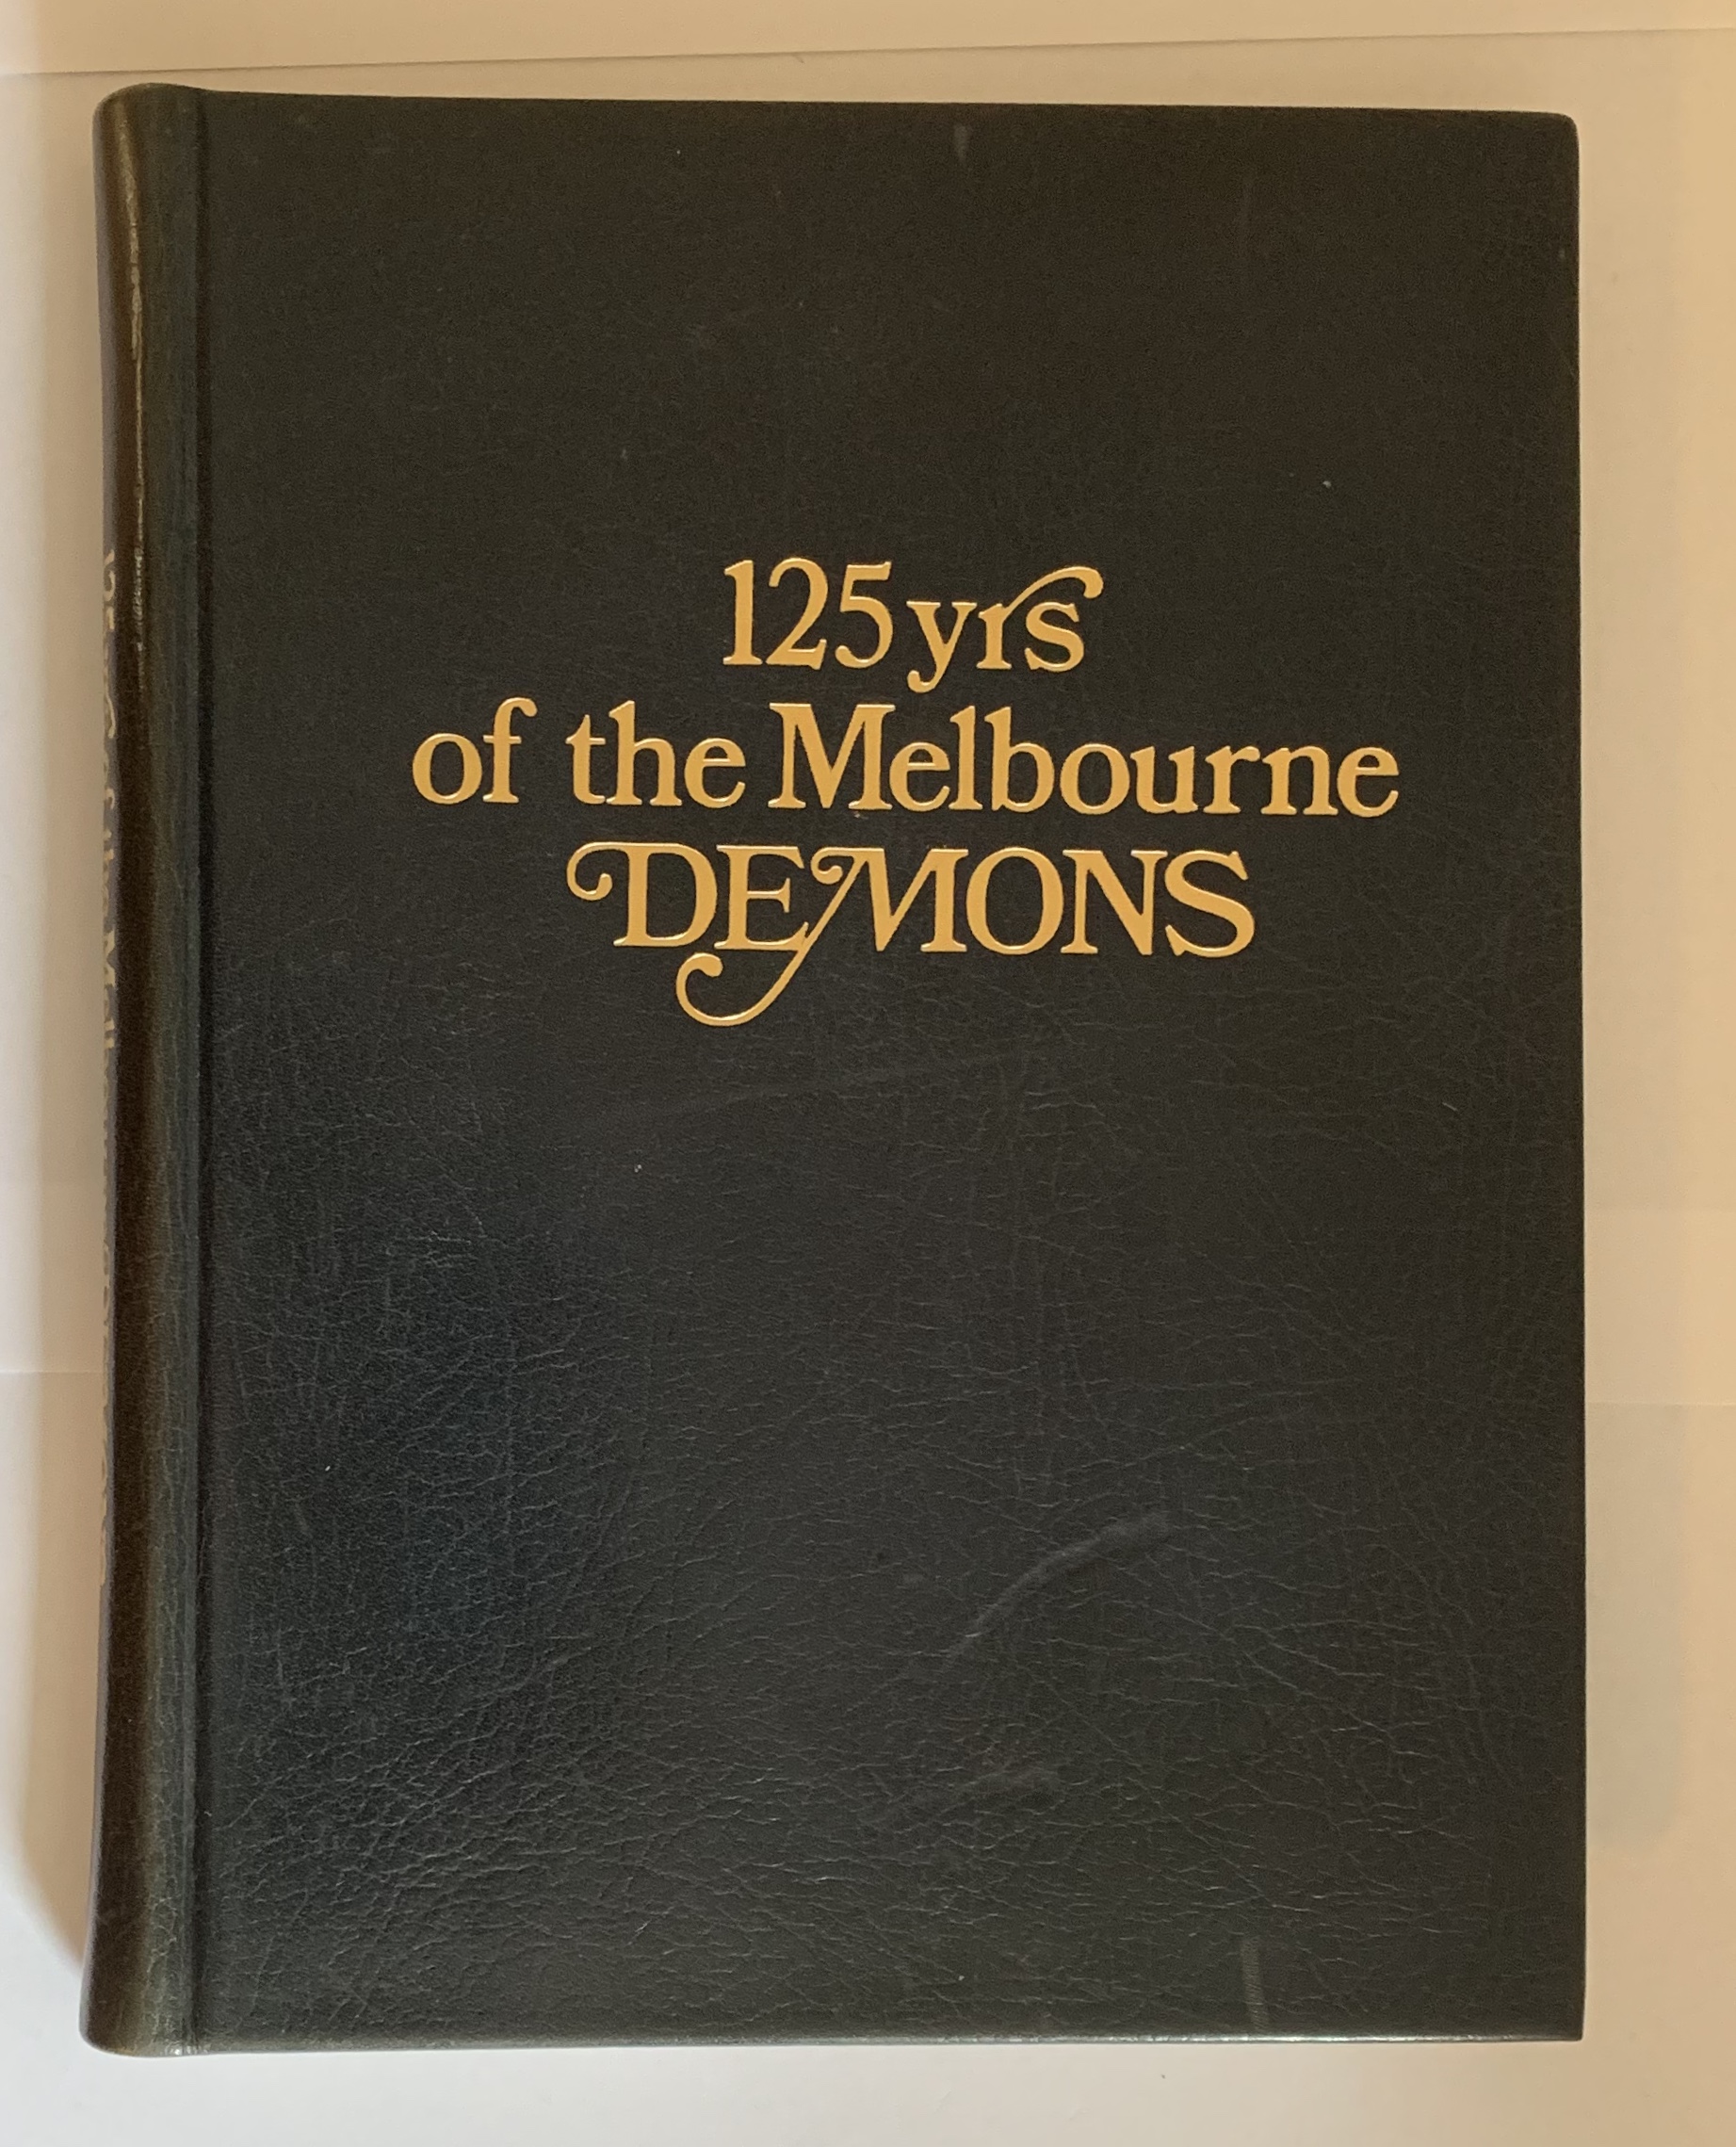 125 yrs
of the Melbourne
DEMONS